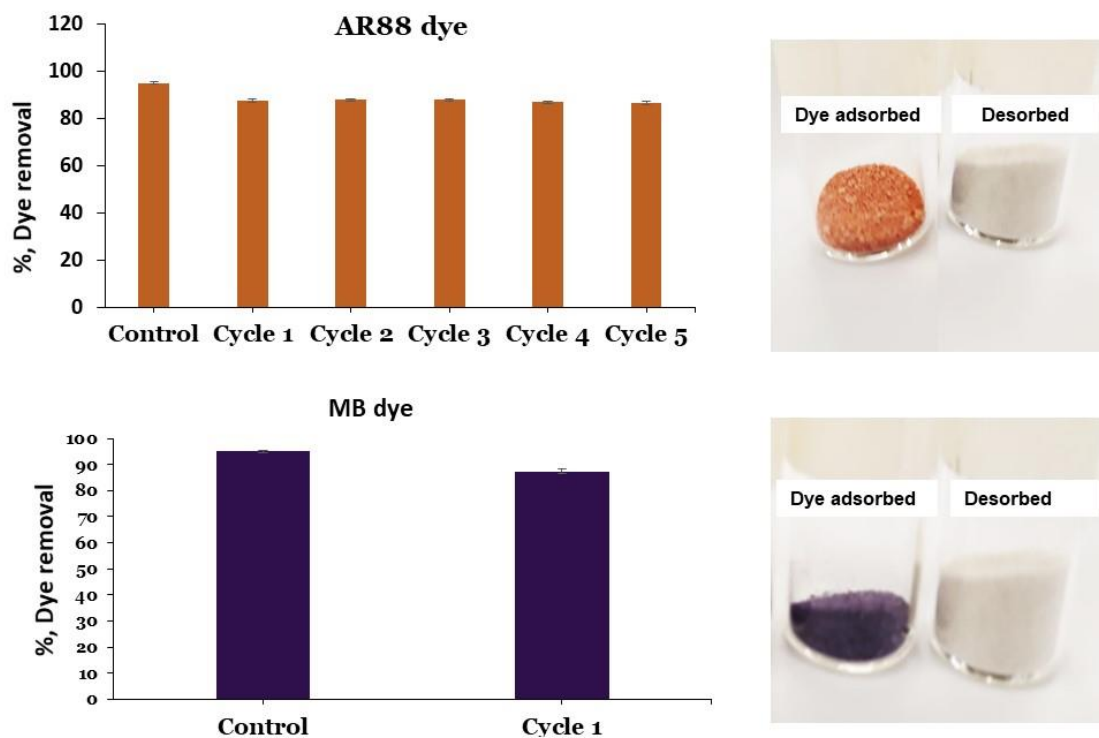 AR88 dye
%, Dye removal
120
100
80
60
40
20
0
Control Cycle 1 Cycle 2 Cycle 3 Cycle 4 Cycle 5
Dye adsorbed Desorbed
MB dye
%, Dye removal
100
90
80
70
60
50
40
30
20
10
0
Control Cycle 1
Dye adsorbed Desorbed